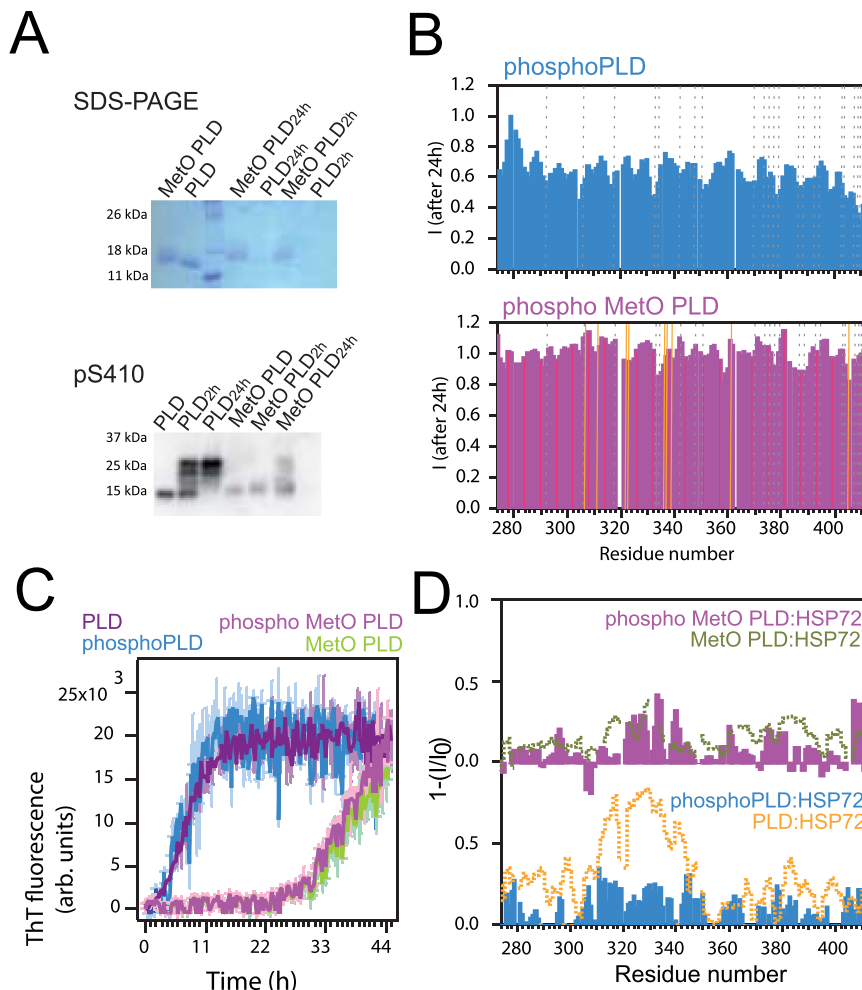 A
SDS-PAGE
MetO PLD
PLD
MetO PLD24h
PLD24h
MetO PLD2h
PLD2h
26 kDa
18 kDa
11 kDa
pS410
PLD
PLD2h
PLD24h
MetO PLD
MetO PLD2h
MetO PLD24h
37 kDa
25 kDa
15 kDa
B
phosphoPLD
I (after 24h)
1.2
1.0
0.8
0.6
0.4
0.2
0.0
phospho MetO PLD
I (after 24h)
1.2
1.0
0.8
0.6
0.4
0.2
0.0
280 300 320 340 360 380 400
Residue number
C
PLD phospho MetO PLD
phosphoPLD MetO PLD
ThT fluorescence
(arb. units)
25x10 3
20
15
10
5
0
0 11 22 33 44
Time (h)
D
phospho MetO PLD:HSP72
MetO PLD:HSP72
phosphoPLD:HSP72
PLD:HSP72
1-(I/I0)
1.0
0.5
0.0
0.5
0.0
280 300 320 340 360 380 400
Residue number